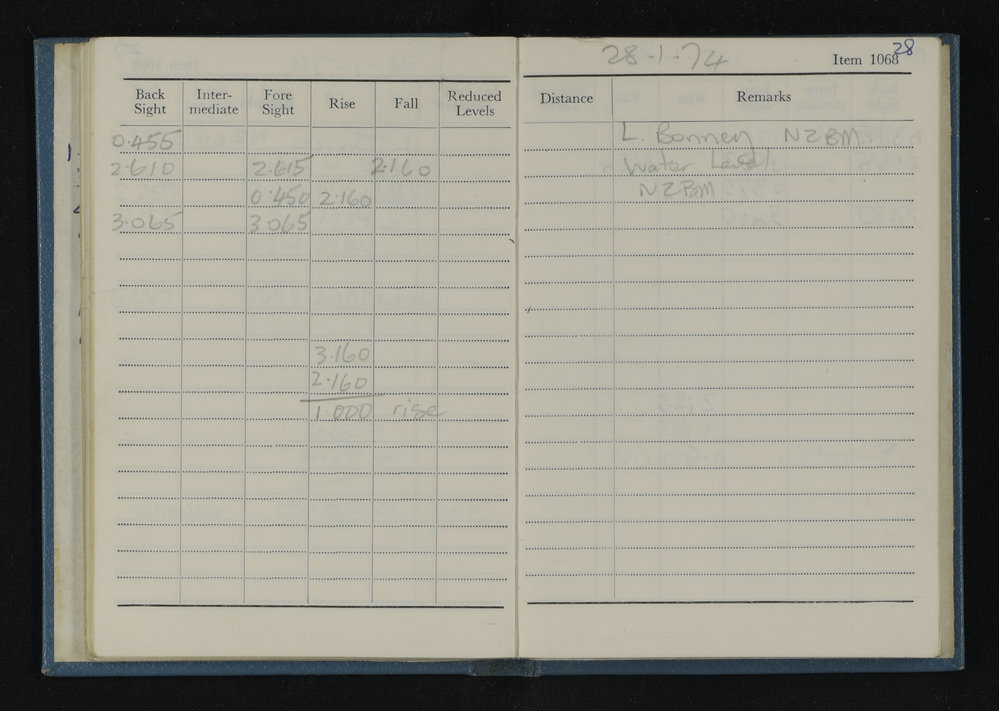 Back Sight Inter-mediate Fore Sight Rise Fall Reduced Levels
0.455
2.610 2.615 2.160
0.450 2.160
3.065 3.065
3.160
2.160
1.000 rise
28.1.74
Item 1068 28
Distance Remarks
L. Bonney NZBM
Water Level
NZBM